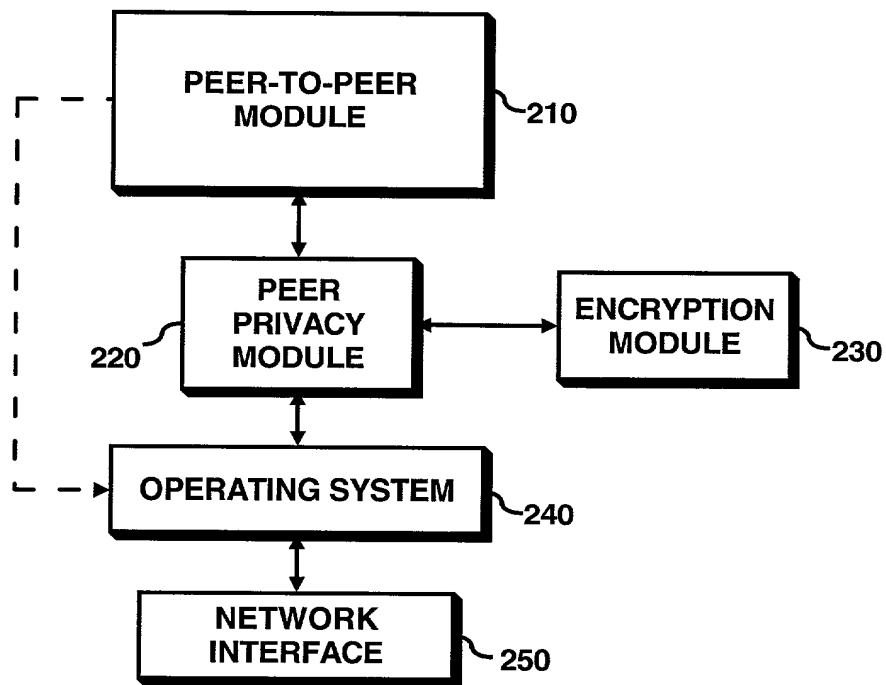 PEER-TO-PEER
MODULE
210
PEER
PRIVACY
MODULE
220
ENCRYPTION
MODULE
230
OPERATING SYSTEM
240
NETWORK
INTERFACE
250